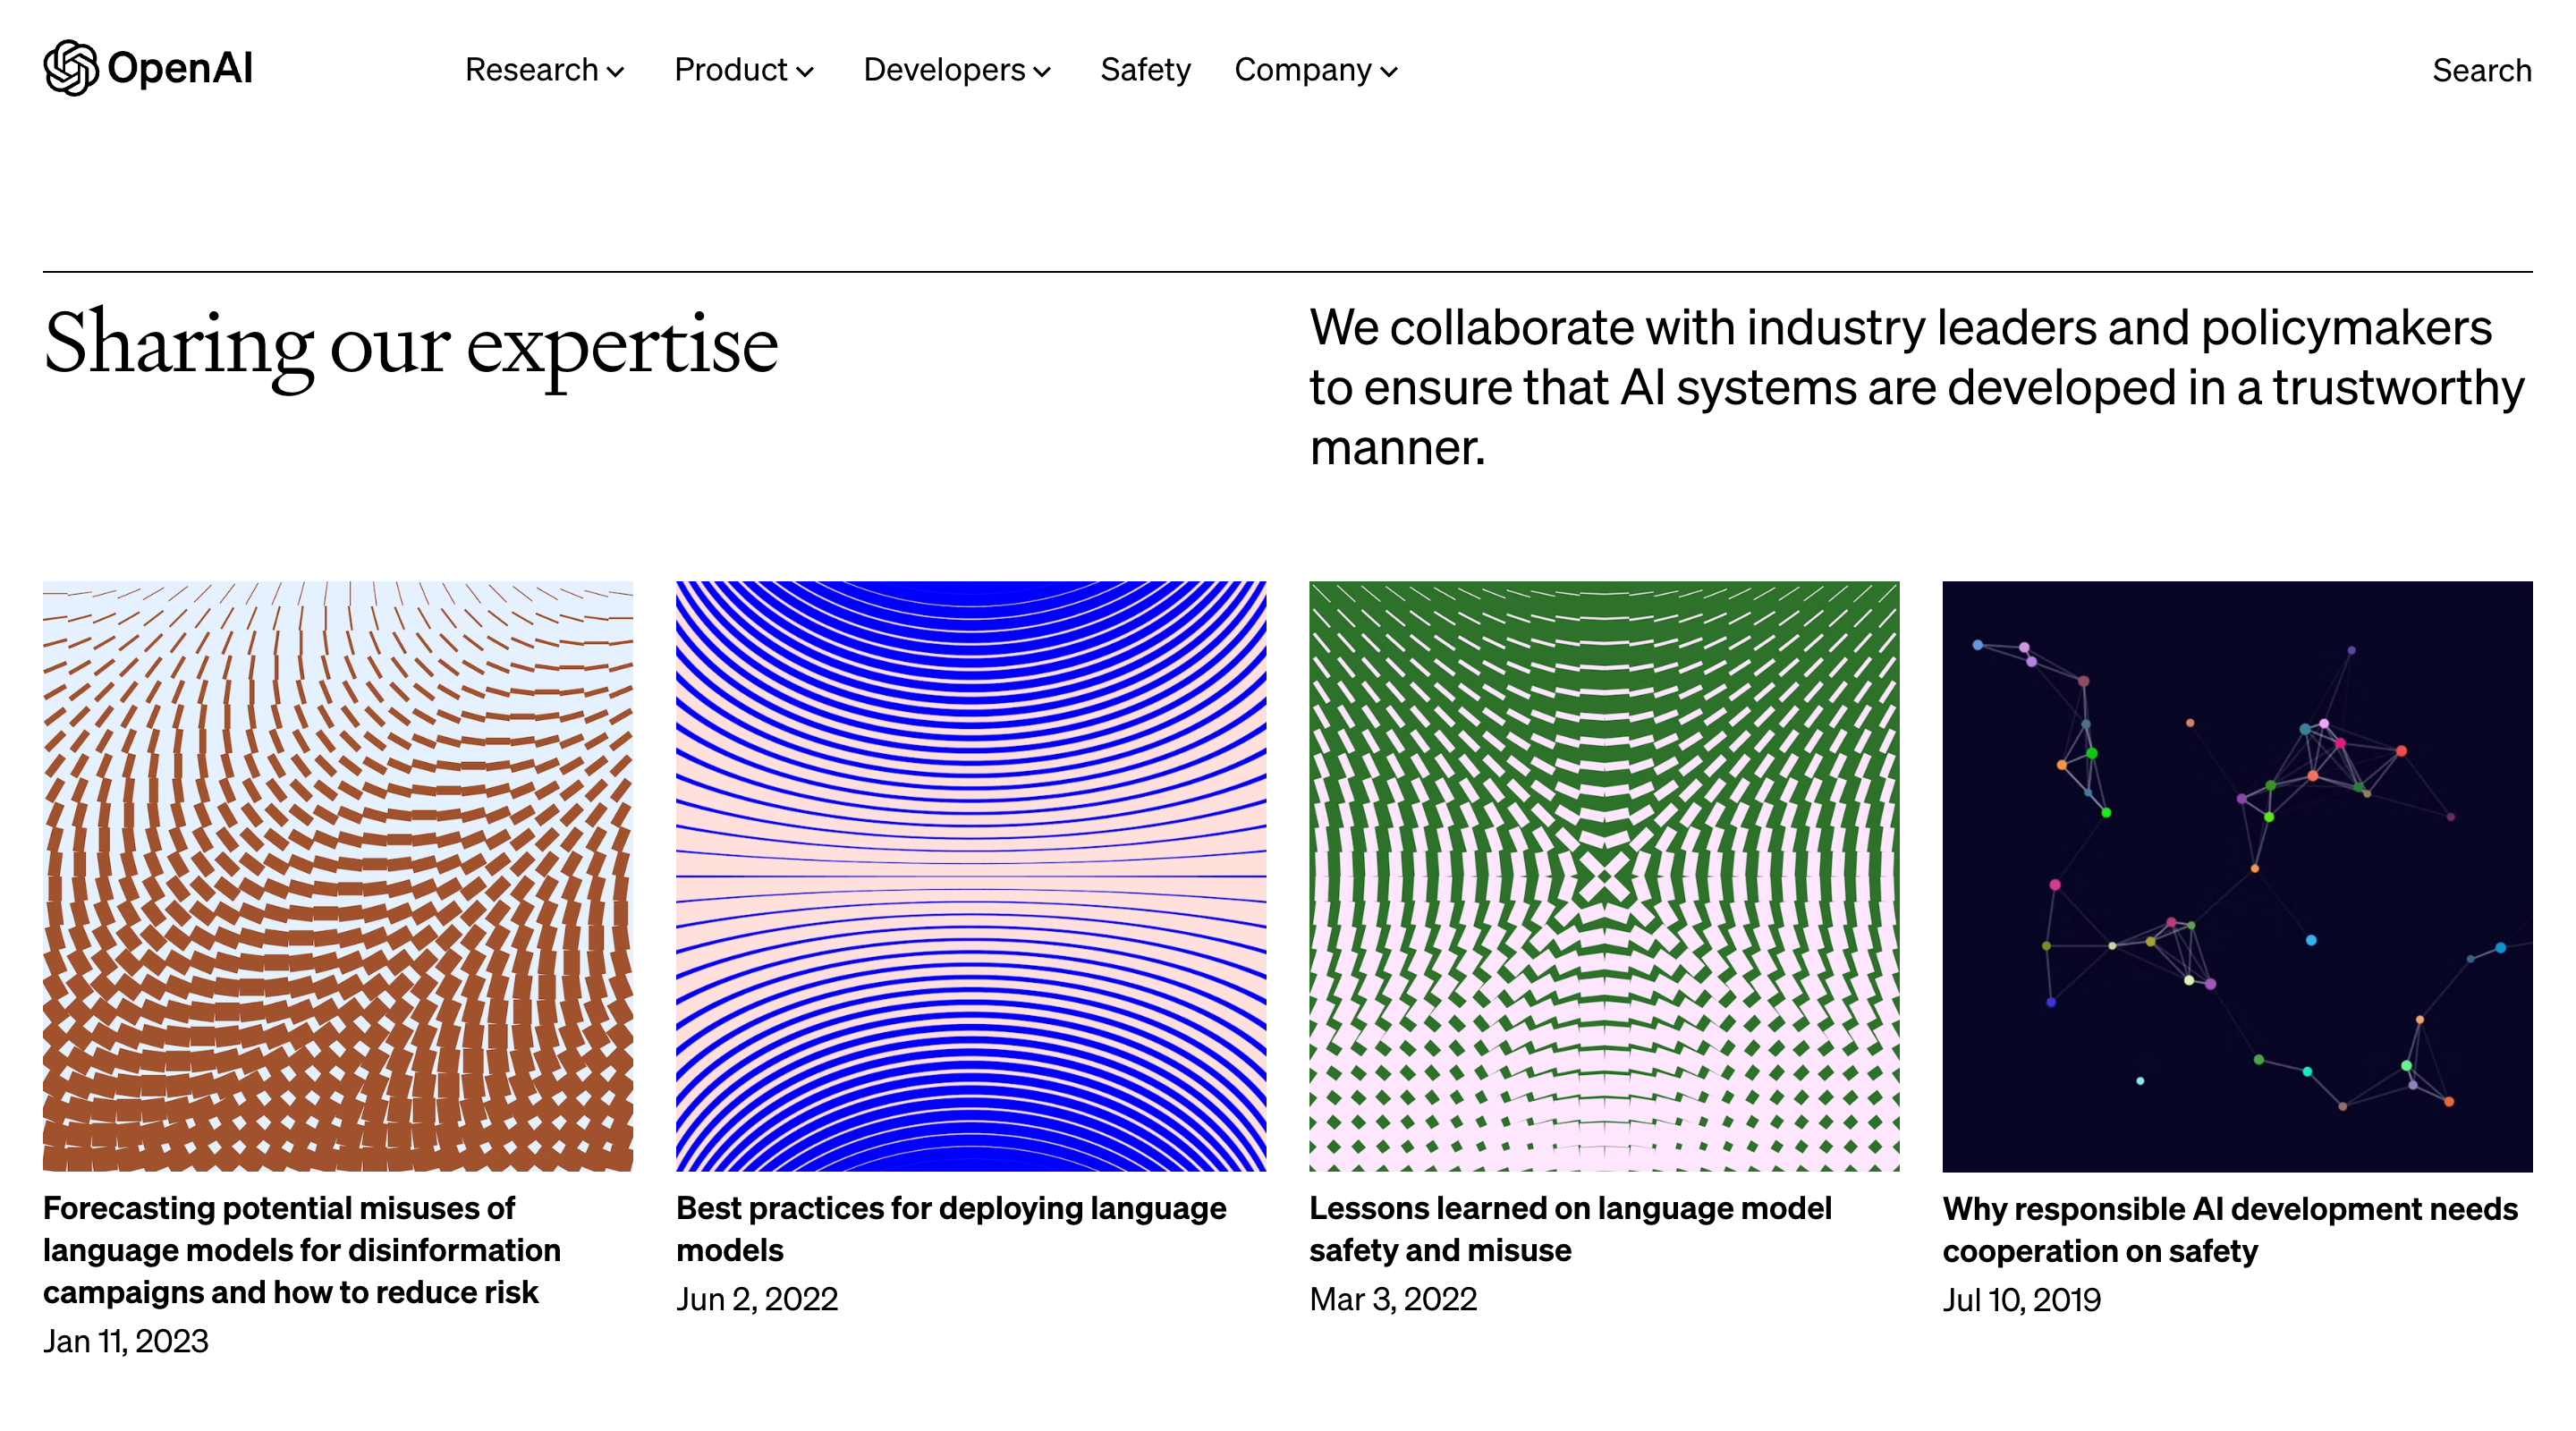 OpenAI
Research
Product
Developers
Safety
Company
Search
Sharing our expertise
We collaborate with industry leaders and policymakers
to ensure that AI systems are developed in a trustworthy
manner.
Forecasting potential misuses of
language models for disinformation
campaigns and how to reduce risk
Jan 11, 2023
Best practices for deploying language
models
Jun 2, 2022
Lessons learned on language model
safety and misuse
Mar 3, 2022
Why responsible AI development needs
cooperation on safety
Jul 10, 2019